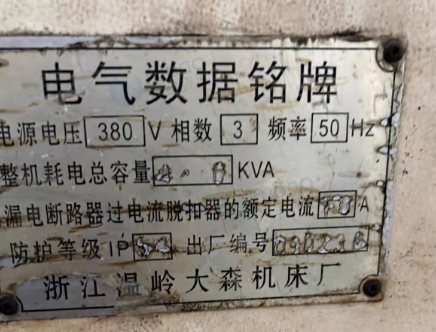 电气数据铭牌
电源电压 380 V 相数 3 频率 50 Hz
整机耗电总容量 KVA
漏电断路器过电流脱扣器的额定电流 A
防护等级 IP54 出厂编号
浙江温岭大森机床厂